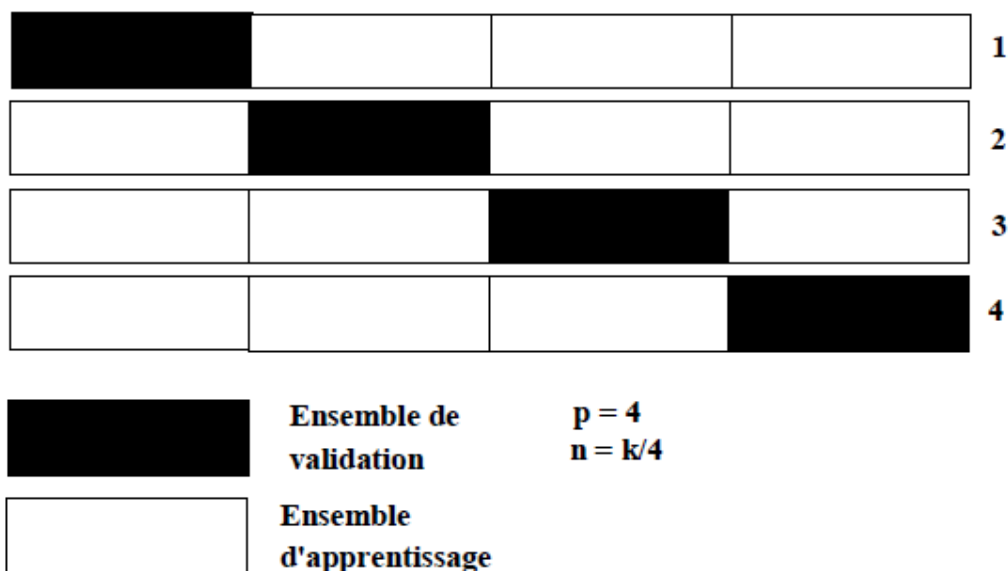 1
2
3
4
Ensemble de
validation
p = 4
n = k/4
Ensemble
d'apprentissage